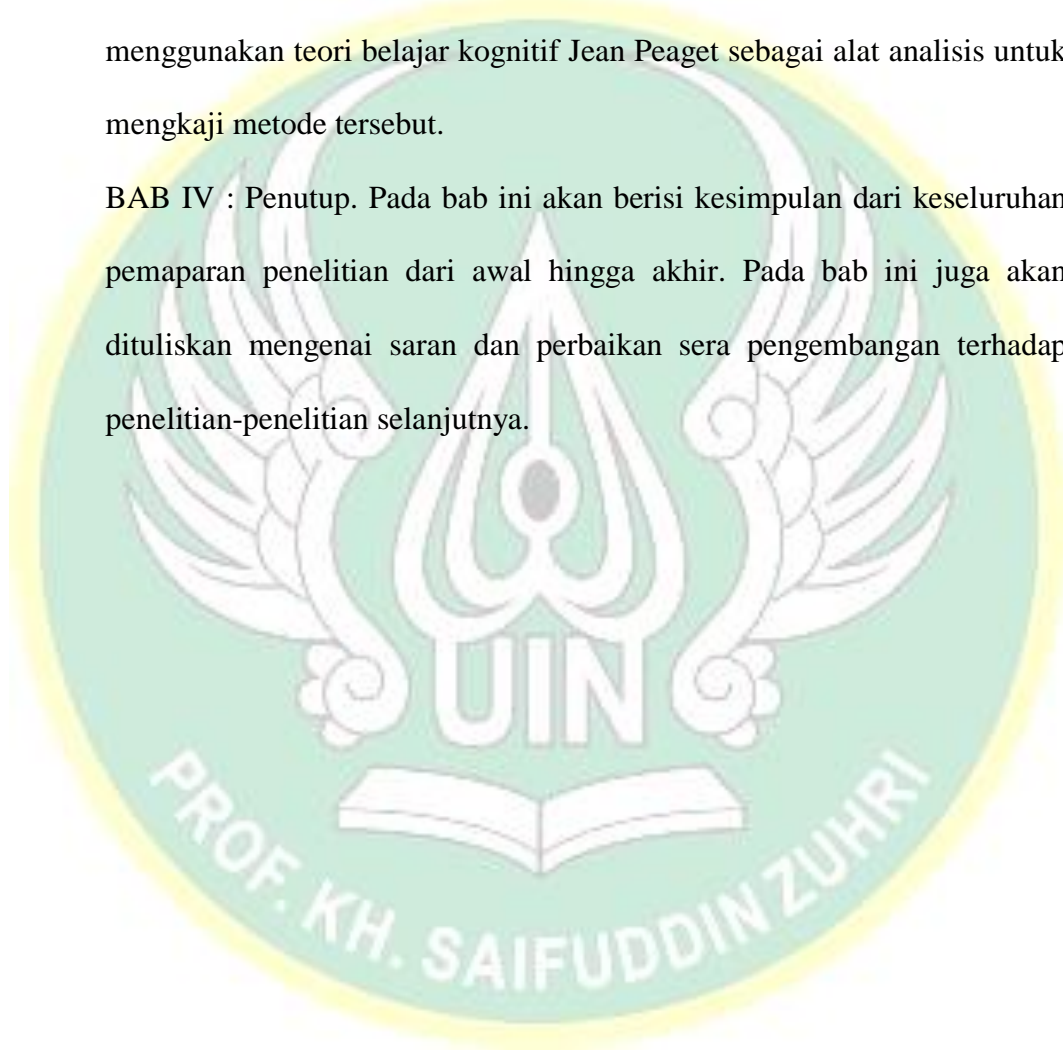 menggunakan teori belajar kognitif Jean Peaget sebagai alat analisis untuk
mengkaji metode tersebut.
BAB IV : Penutup. Pada bab ini akan berisi kesimpulan dari keseluruhan
pemaparan penelitian dari awal hingga akhir. Pada bab ini juga akan
dituliskan mengenai saran dan perbaikan sera pengembangan terhadap
penelitian-penelitian selanjutnya.
UIN
PROF. KH. SAIFUDDIN ZUHRI